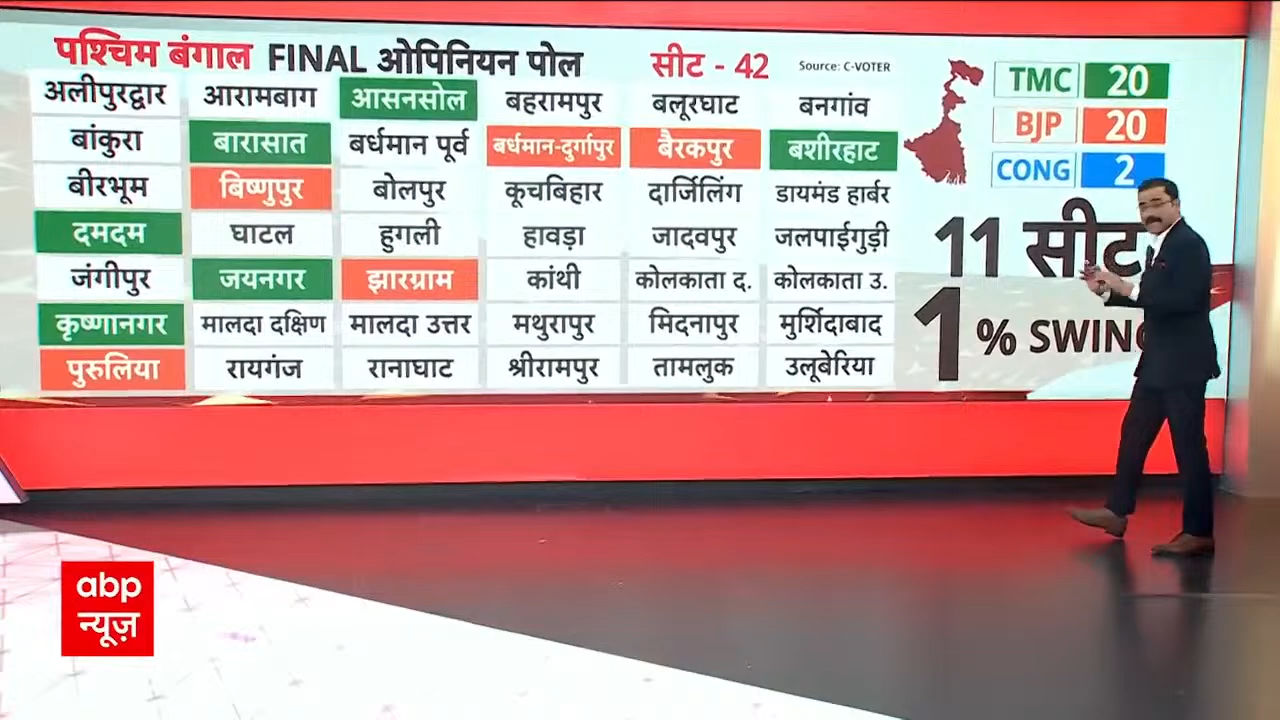 पश्चिम बंगाल FINAL ओपिनियन पोल सीट - 42 Source: C-VOTER
अलीपुरद्वार आरामबाग आसनसोल बहरामपुर बलूरघाट बनगांव
बांकुरा बारासात बर्धमान पूर्व बर्धमान-दुर्गापुर बैरकपुर बशीरहाट
बीरभूम बिष्णुपुर बोलपुर कूचबिहार दार्जिलिंग डायमंड हार्बर
दमदम घाटल हुगली हावड़ा जादवपुर जलपाईगुड़ी
जंगीपुर जयनगर झारग्राम कांथी कोलकाता द. कोलकाता उ.
कृष्णानगर मालदा दक्षिण मालदा उत्तर मथुरापुर मिदनापुर मुर्शिदाबाद
पुरुलिया रायगंज रानाघाट श्रीरामपुर तामलुक उलूबेरिया
TMC 20
BJP 20
CONG 2
11 सीट
1 % SWING
abp
न्यूज़